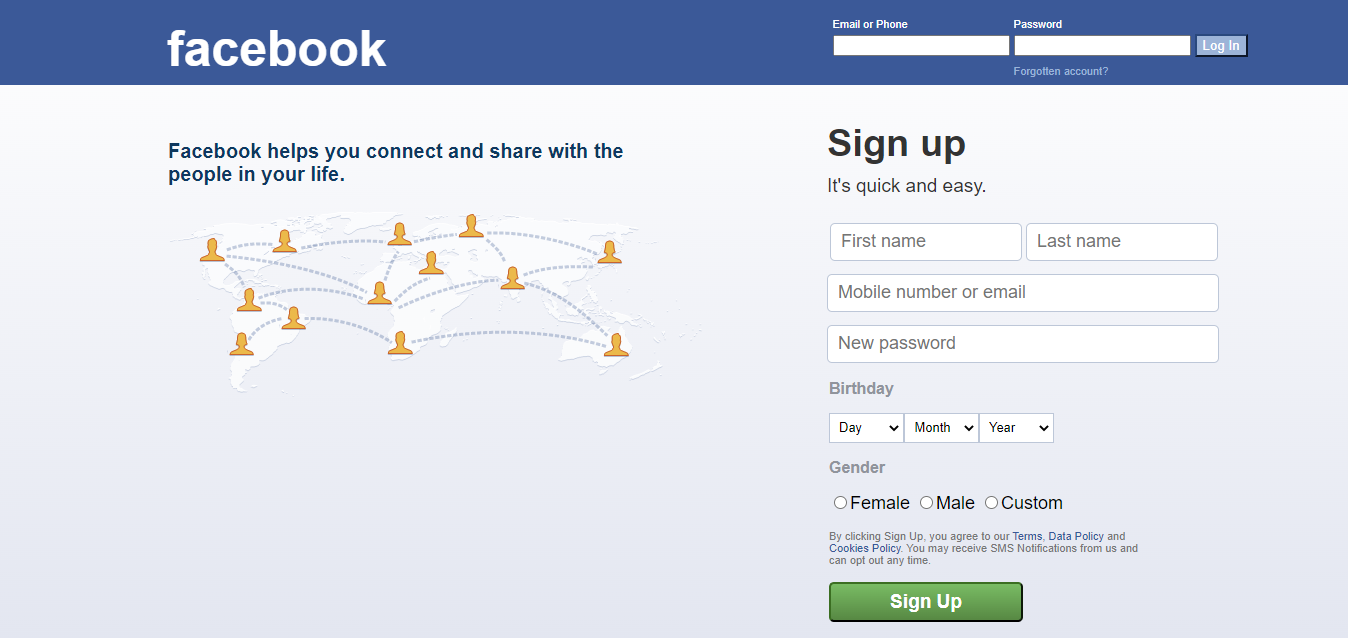 facebook
Email or Phone
Password
Log In
Forgotten account?
Facebook helps you connect and share with the
people in your life.
Sign up
It's quick and easy.
First name
Last name
Mobile number or email
New password
Birthday
Day
Month
Year
Gender
Female
Male
Custom
By clicking Sign Up, you agree to our Terms, Data Policy and
Cookies Policy. You may receive SMS Notifications from us and
can opt out any time.
Sign Up